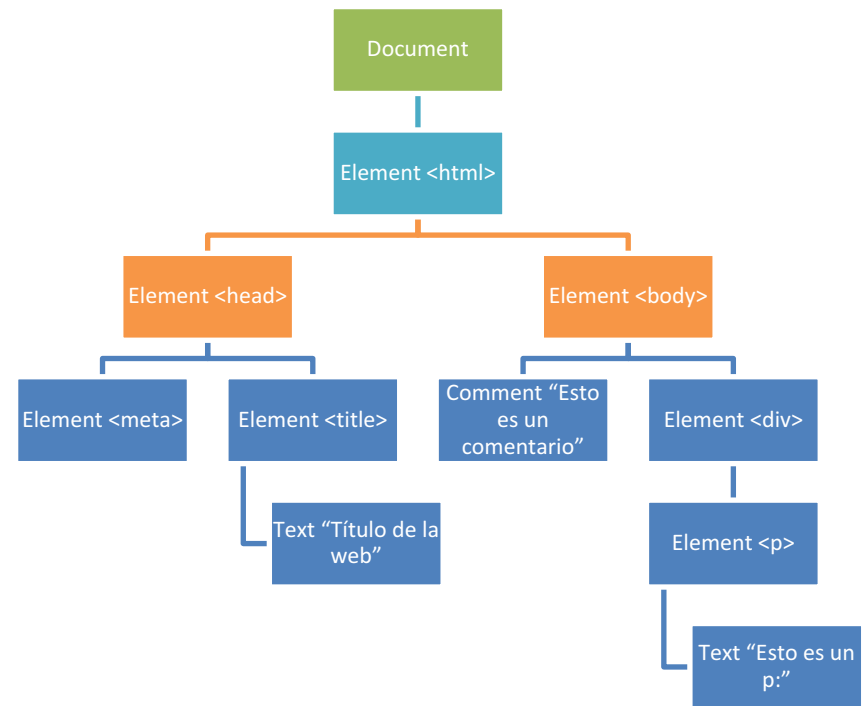 Document
Element <html>
Element <head>
Element <body>
Element <meta>
Element <title>
Comment “Esto
es un
comentario”
Element <div>
Text “Título de la
web”
Element <p>
Text “Esto es un
p:”